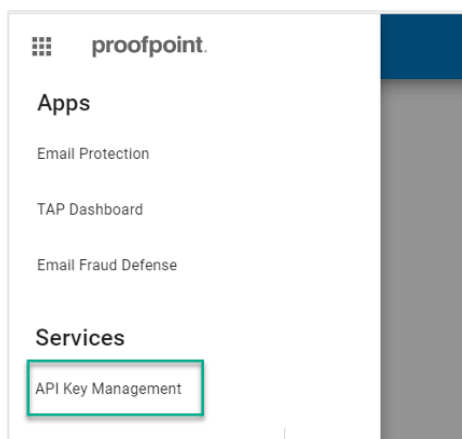 proofpoint.
Apps
Email Protection
TAP Dashboard
Email Fraud Defense
Services
API Key Management